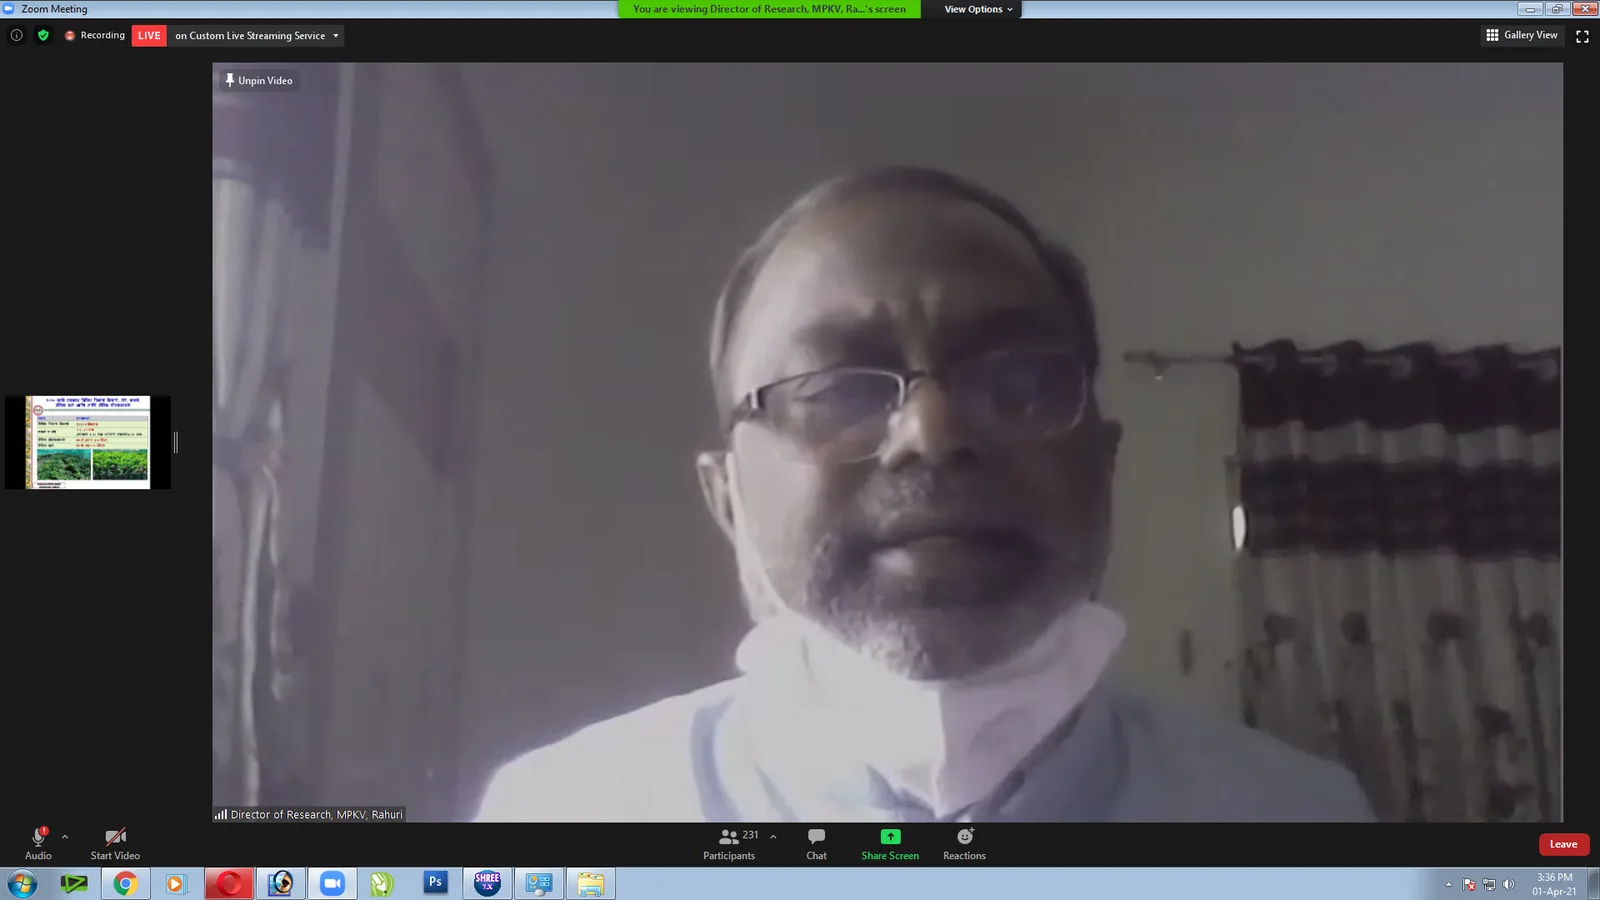 Zoom Meeting
You are viewing Director of Research, MPKV, Ra...'s screen
View Options
Recording
LIVE
on Custom Live Streaming Service
Gallery View
Unpin Video
Director of Research, MPKV, Rahuri
Audio
Start Video
231
Participants
Chat
Share Screen
Reactions
Leave
Ps
SHREE
7.X
3:36 PM
01-Apr-21